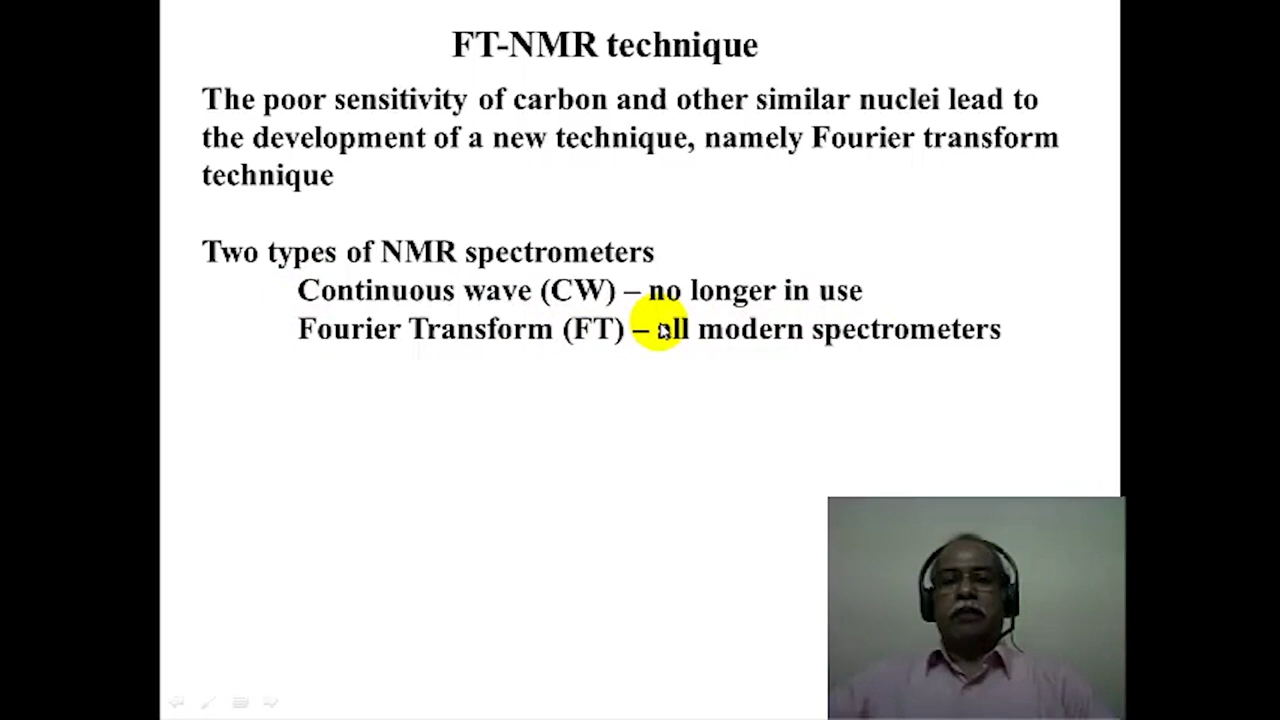 FT-NMR technique
The poor sensitivity of carbon and other similar nuclei lead to
the development of a new technique, namely Fourier transform
technique
Two types of NMR spectrometers
Continuous wave (CW) – no longer in use
Fourier Transform (FT) – all modern spectrometers